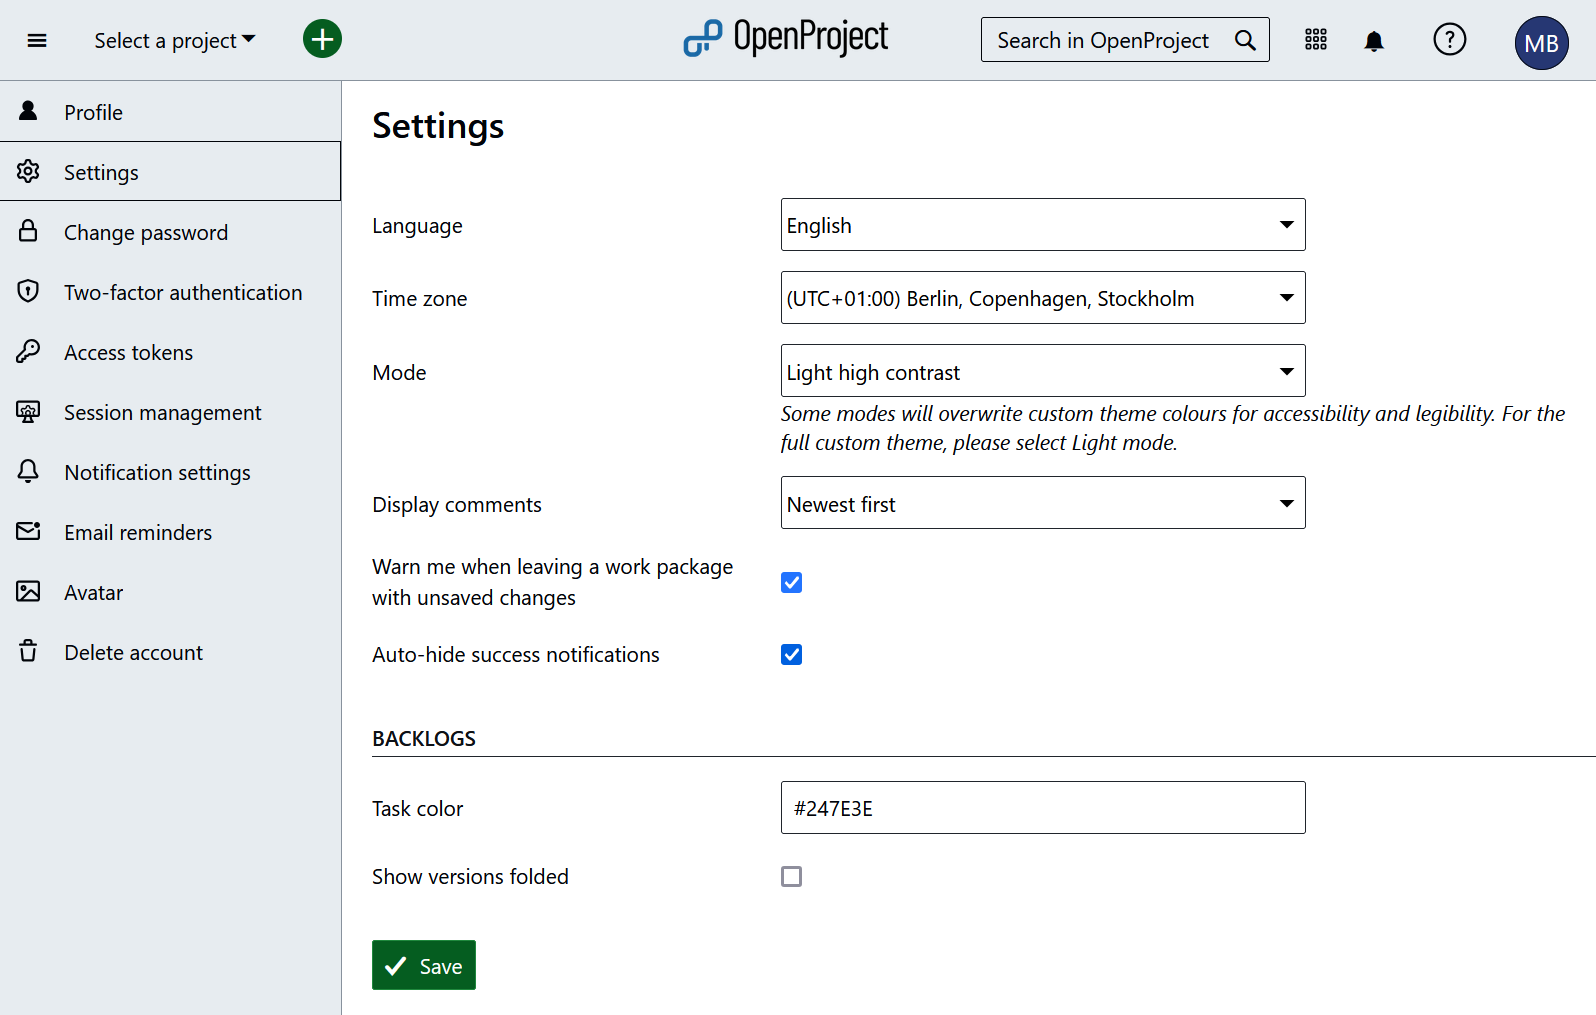 Select a project
OpenProject
Search in OpenProject
?
MB
Profile
Settings
Change password
Two-factor authentication
Access tokens
Session management
Notification settings
Email reminders
Avatar
Delete account
Settings
Language
English
Time zone
(UTC+01:00) Berlin, Copenhagen, Stockholm
Mode
Light high contrast
Some modes will overwrite custom theme colours for accessibility and legibility. For the
full custom theme, please select Light mode.
Display comments
Newest first
Warn me when leaving a work package
with unsaved changes
Auto-hide success notifications
BACKLOGS
Task color
#247E3E
Show versions folded
Save